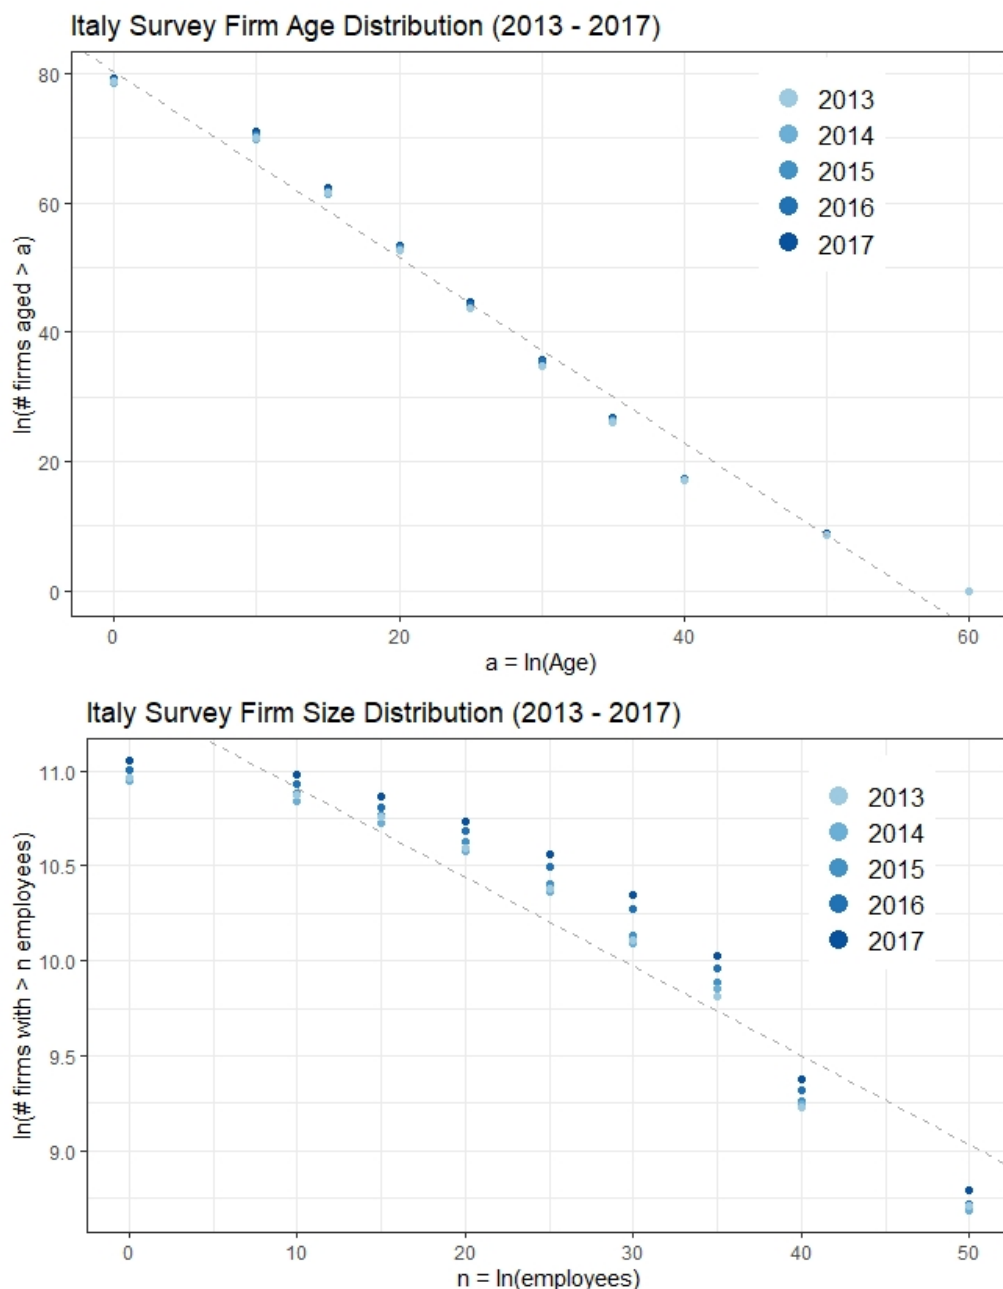 Italy Survey Firm Age Distribution (2013 - 2017)
80
60
40
20
0
ln(# firms aged > a)
2013
2014
2015
2016
2017
0 20 40 60
a = ln(Age)
Italy Survey Firm Size Distribution (2013 - 2017)
11.0
10.5
10.0
9.5
9.0
ln(# firms with > n employees)
2013
2014
2015
2016
2017
0 10 20 30 40 50
n = ln(employees)